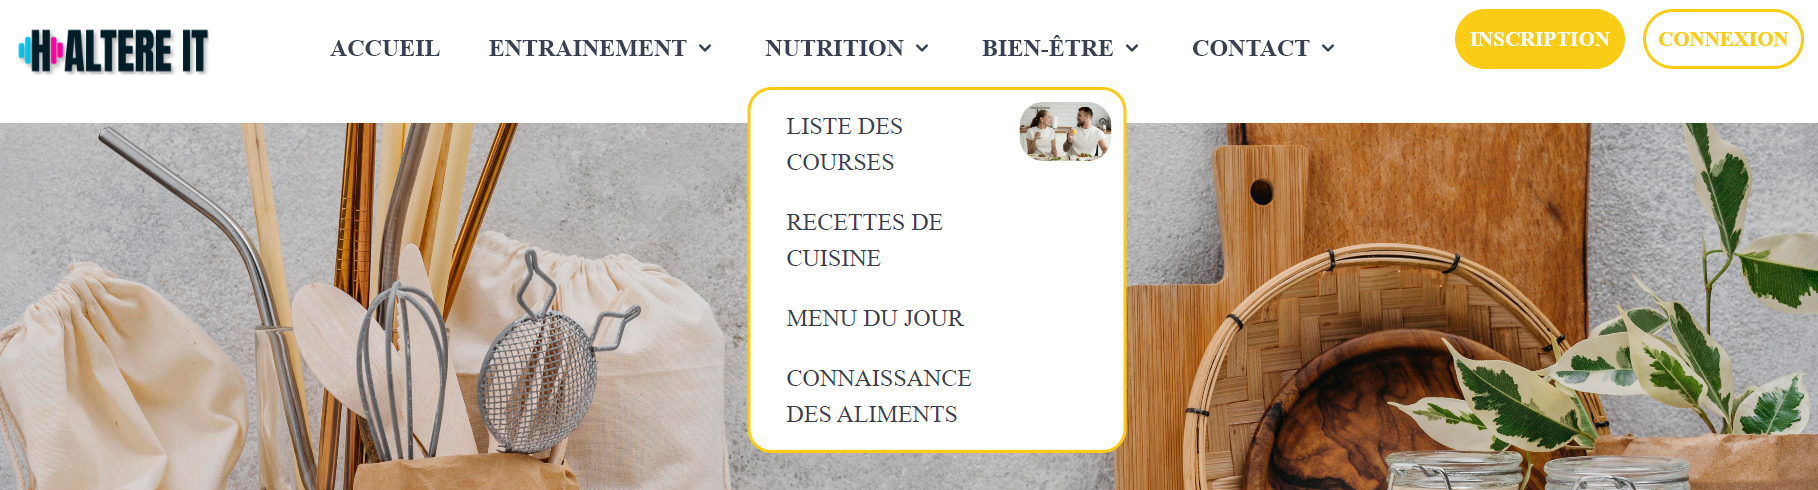 HALTERE IT
ACCUEIL
ENTRAINEMENT
NUTRITION
BIEN-ÊTRE
CONTACT
INSCRIPTION
CONNEXION
LISTE DES
COURSES
RECETTES DE
CUISINE
MENU DU JOUR
CONNAISSANCE
DES ALIMENTS